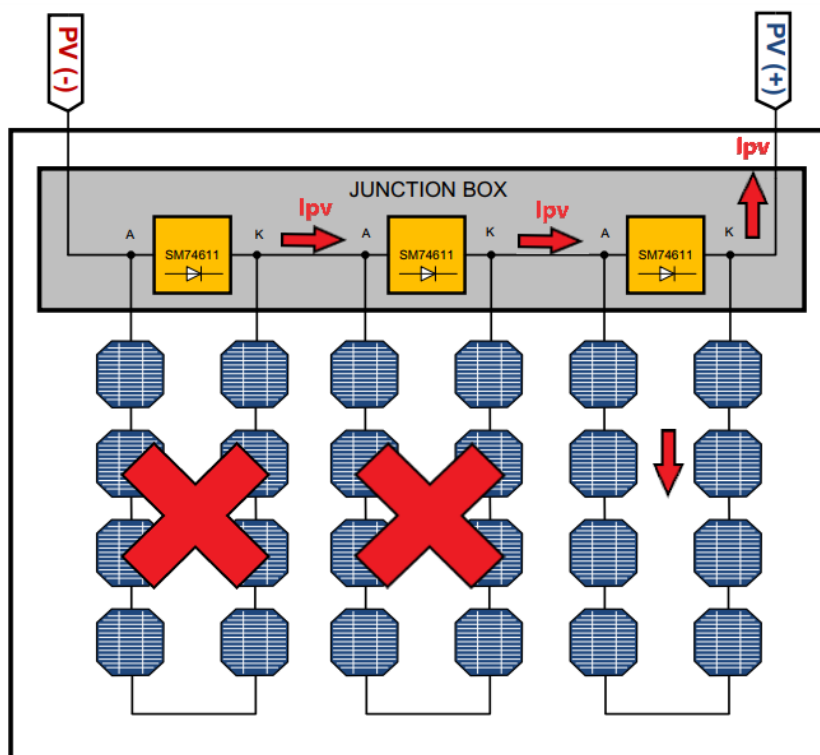 PV (-)
PV (+)
Ipv
JUNCTION BOX
Ipv
Ipv
A
K
A
K
A
K
SM74611
SM74611
SM74611